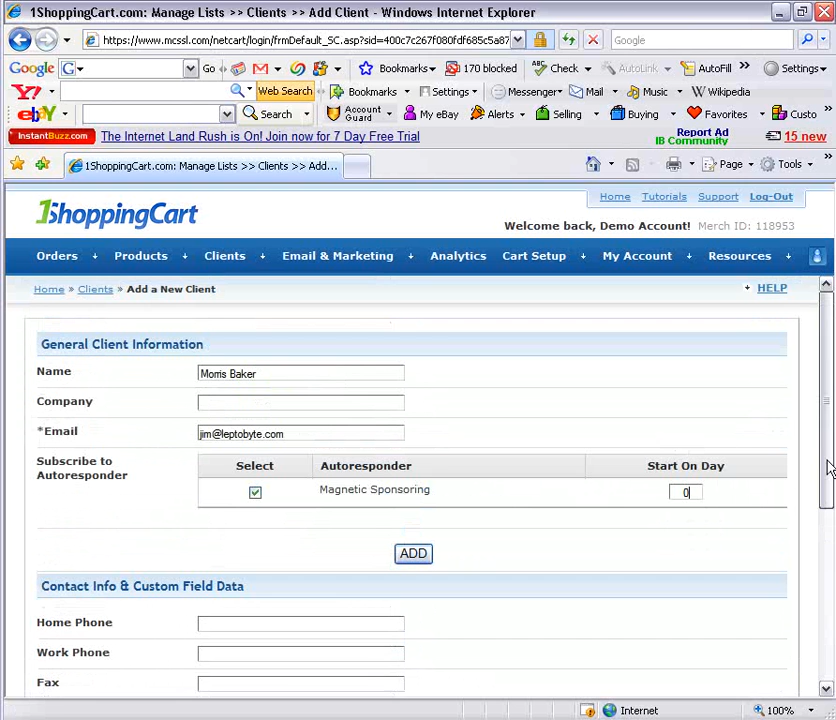 1ShoppingCart.com: Manage Lists >> Clients >> Add Client - Windows Internet Explorer
https://www.mcssl.com/netcart/login/frmDefault_SC.asp?sid=400c7c267f080fdf685c5a87
Google
Google G Go Bookmarks 170 blocked Check AutoLink AutoFill » Settings
Y! Web Search Bookmarks Settings Messenger Mail Music Wikipedia
ebY Search Account Guard My eBay Alerts Selling Buying Favorites Custo »
InstantBuzz.com The Internet Land Rush is On! Join now for 7 Day Free Trial Report Ad IB Community 15 new
1ShoppingCart.com: Manage Lists >> Clients >> Add... Page Tools »
Home Tutorials Support Log-Out
1ShoppingCart
Welcome back, Demo Account! Merch ID: 118953
Orders Products Clients Email & Marketing Analytics Cart Setup My Account Resources
Home » Clients » Add a New Client HELP
General Client Information
Name Morris Baker
Company
*Email jim@leptobyte.com
Subscribe to Autoresponder Select Autoresponder Start On Day
Magnetic Sponsoring 0
ADD
Contact Info & Custom Field Data
Home Phone
Work Phone
Fax
Internet 100%